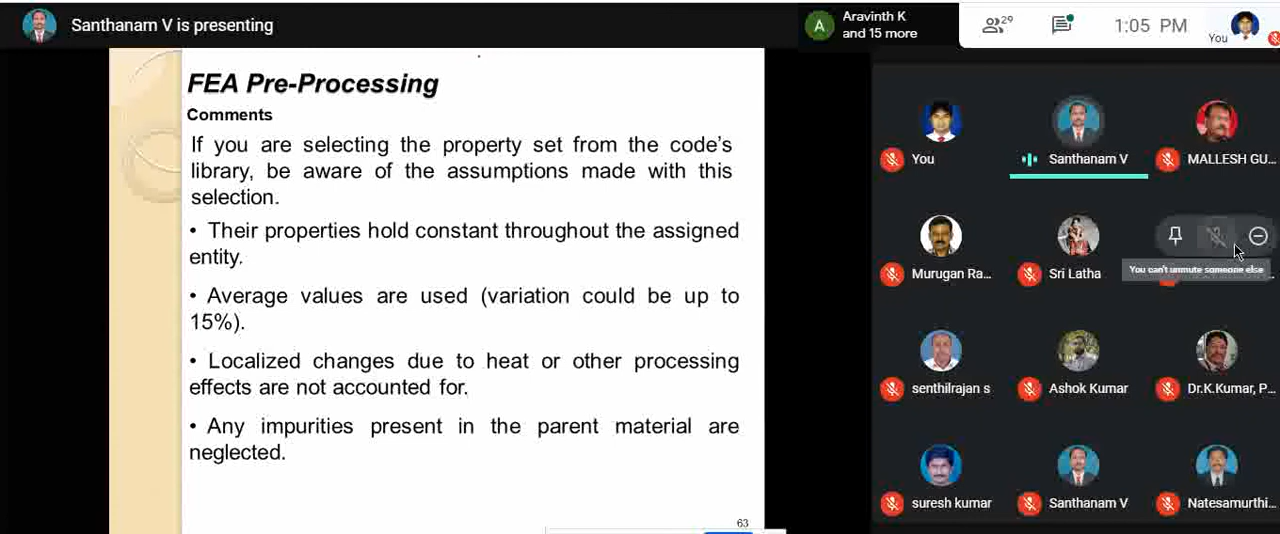 Santhanam V is presenting
A
Aravinth K
and 15 more
29
1:05 PM
You
FEA Pre-Processing
Comments
If you are selecting the property set from the code's
library, be aware of the assumptions made with this
selection.
• Their properties hold constant throughout the assigned
entity.
• Average values are used (variation could be up to
15%).
• Localized changes due to heat or other processing
effects are not accounted for.
• Any impurities present in the parent material are
neglected.
63
You
Santhanam V
MALLESH GU...
Murugan Ra...
Sri Latha
You can't unmute someone else
senthilrajan s
Ashok Kumar
Dr.K.Kumar, P...
suresh kumar
Santhanam V
Natesamurthi...